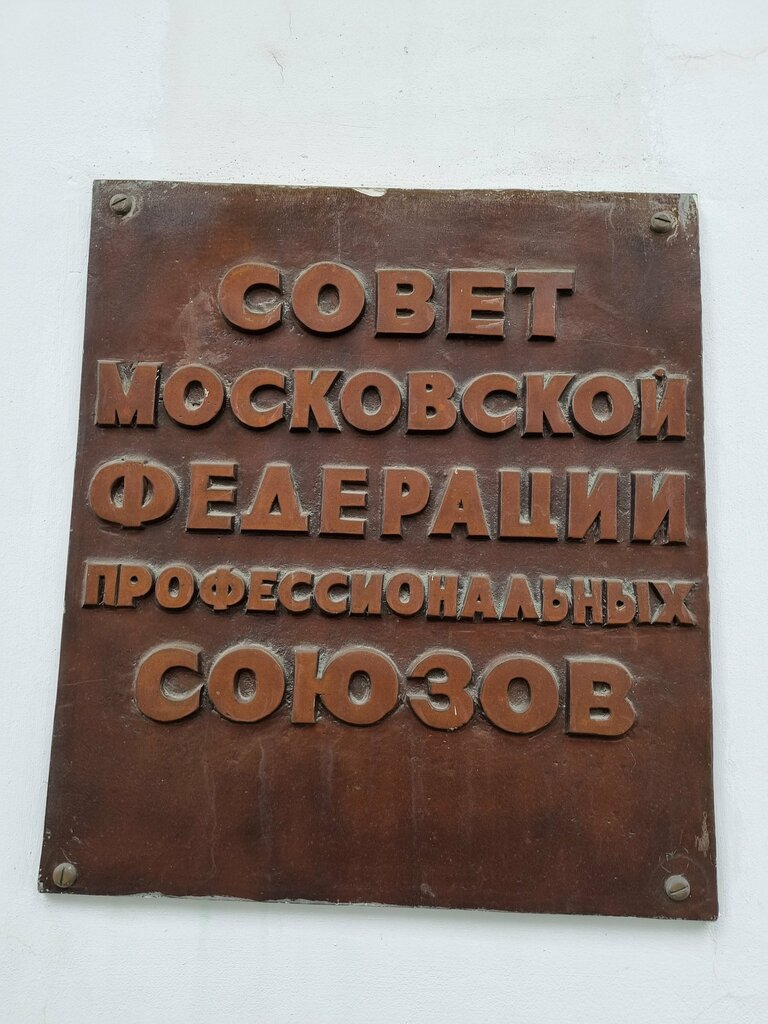 СОВЕТ
МОСКОВСКОЙ
ФЕДЕРАЦИИ
ПРОФЕССИОНАЛЬНЫХ
СОЮЗОВ